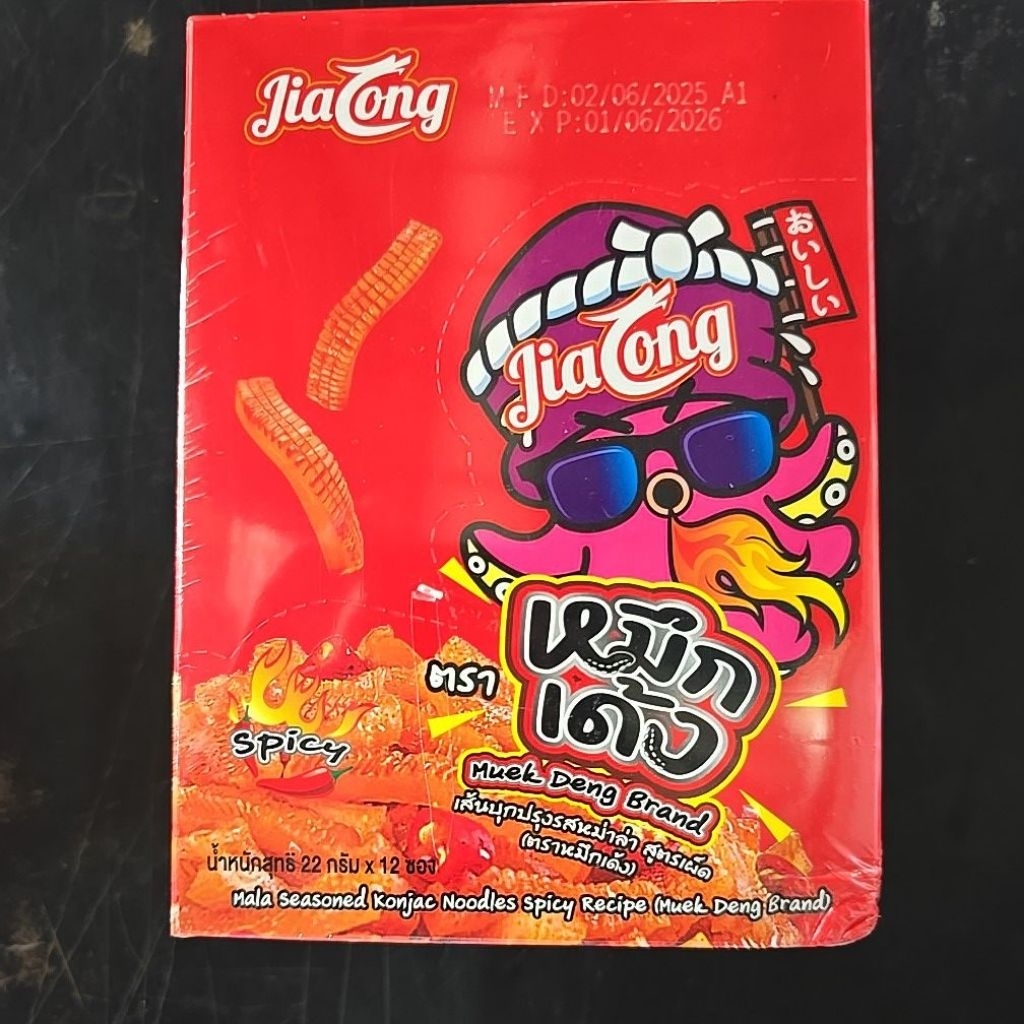 JiaCong
MFD:02/06/2025 A1
EXP:01/06/2026
おいしい
JiaCong
ตรา
หมึก
เด้ง
Spicy
Muek Deng Brand
เส้นบุกปรุงรสหม่าล่า สูตรเผ็ด
(ตราหมึกเด้ง)
น้ำหนักสุทธิ 22 กรัม x 12 ซอง
Mala Seasoned Konjac Noodles Spicy Recipe (Muek Deng Brand)